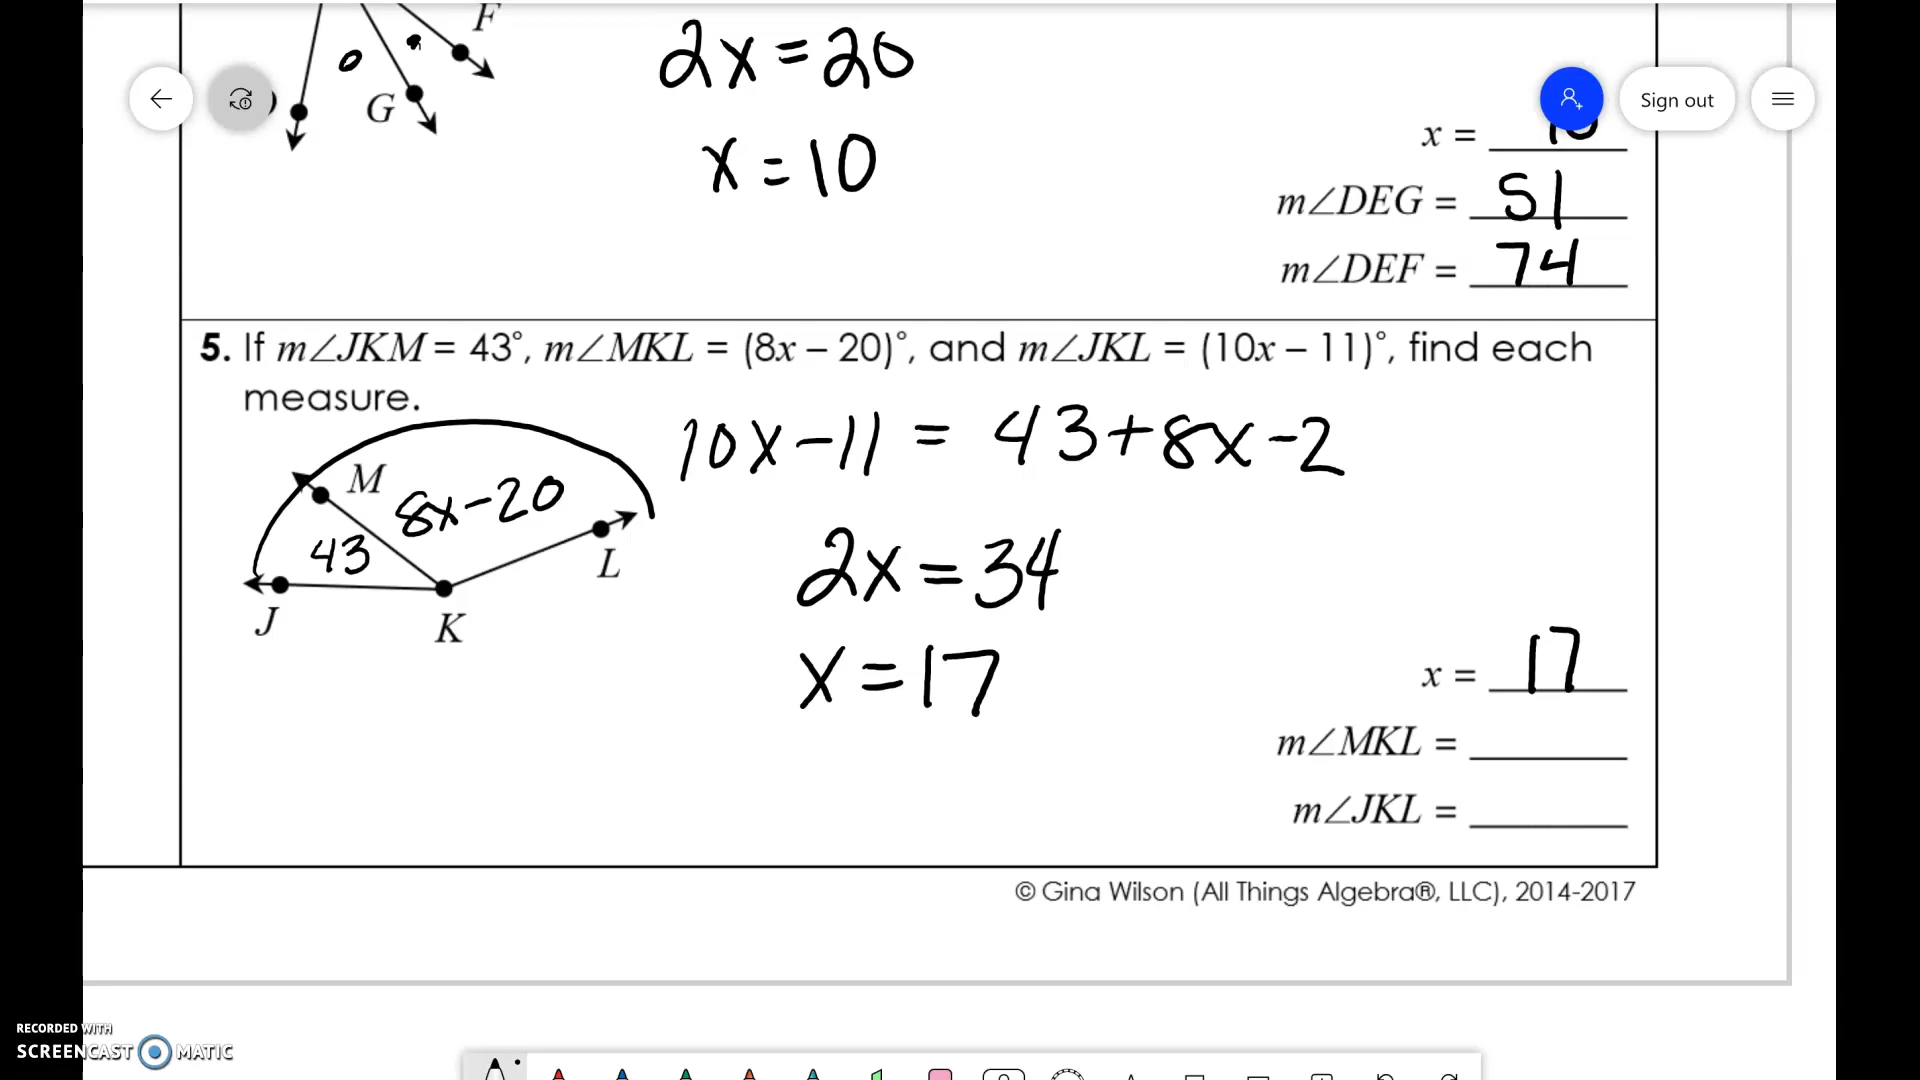 F
2x = 20
G
Sign out
x = 10
x = 10
m∠DEG = 51
m∠DEF = 74
5. If m∠JKM = 43°, m∠MKL = (8x – 20)°, and m∠JKL = (10x – 11)°, find each
measure.
10x-11 = 43+8x-2
M
8x-20
43
L
J
K
2x=34
x=17
x = 17
m∠MKL =
m∠JKL =
© Gina Wilson (All Things Algebra®, LLC), 2014-2017
RECORDED WITH
SCREENCAST MATIC